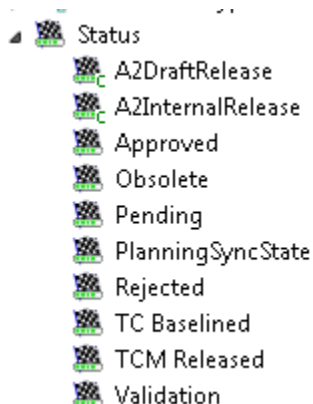 Status
A2DraftRelease
A2InternalRelease
Approved
Obsolete
Pending
PlanningSyncState
Rejected
TC Baselined
TCM Released
Validation